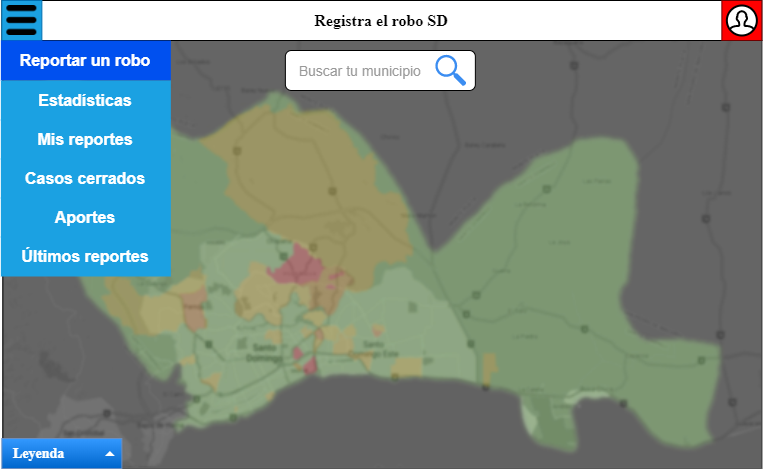 Registra el robo SD
Reportar un robo
Buscar tu municipio
Estadísticas
Mis reportes
Casos cerrados
Aportes
Últimos reportes
Santo
Domingo
Santo
Domingo Este
Leyenda